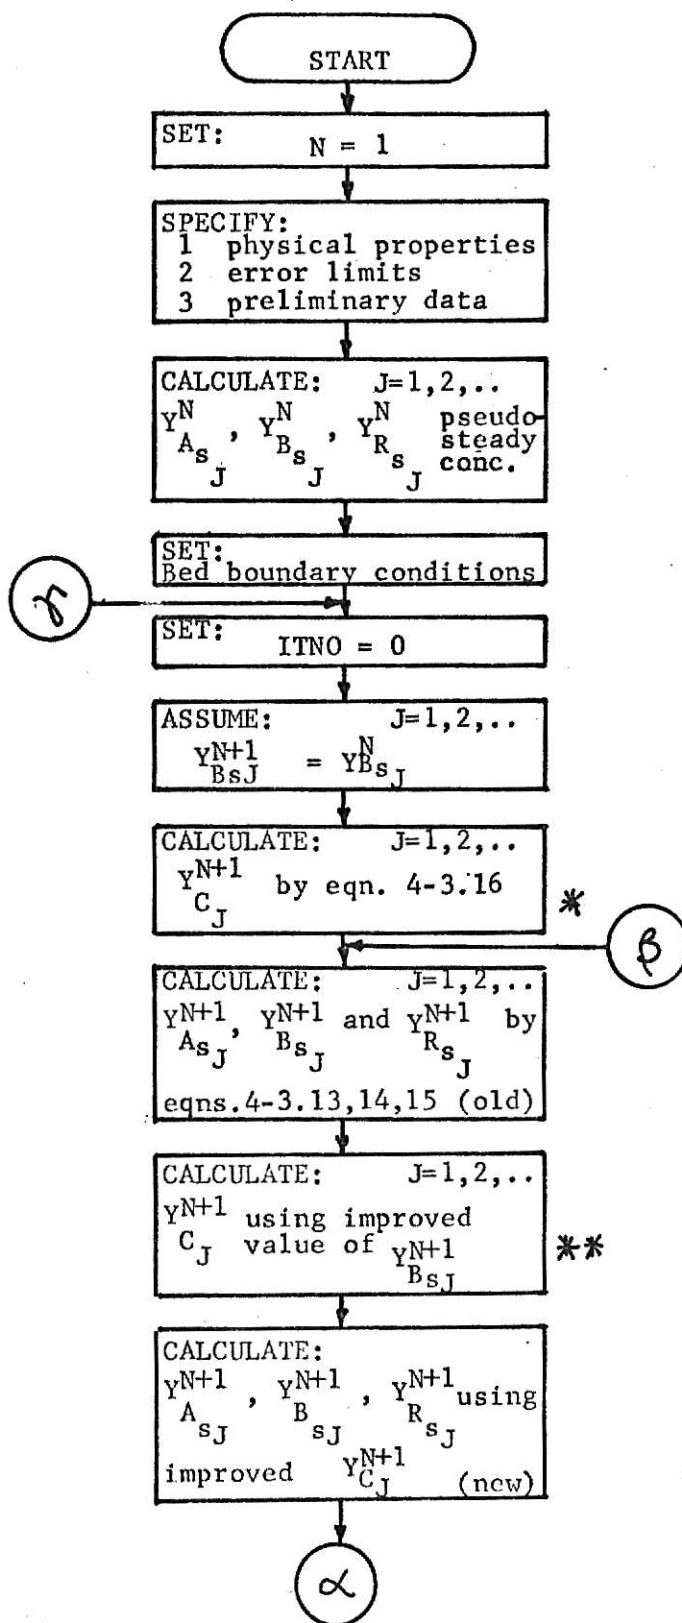 START
SET:
N = 1
SPECIFY:
1 physical properties
2 error limits
3 preliminary data
CALCULATE: J=1,2,..
Y^N_{A_{s_J}}, Y^N_{B_{s_J}}, Y^N_{R_{s_J}} pseudo-
steady
conc.
SET:
Bed boundary conditions
γ
SET:
ITNO = 0
ASSUME: J=1,2,..
Y^{N+1}_{BsJ} = Y^N_{B_{s_J}}
CALCULATE: J=1,2,..
Y^{N+1}_{C_J} by eqn. 4-3.16
*
β
CALCULATE: J=1,2,..
Y^{N+1}_{A_{s_J}}, Y^{N+1}_{B_{s_J}} and Y^{N+1}_{R_{s_J}} by
eqns.4-3.13,14,15 (old)
CALCULATE: J=1,2,..
Y^{N+1}_{C_J} using improved
value of Y^{N+1}_{B_{sJ}}
**
CALCULATE:
Y^{N+1}_{A_{s_J}}, Y^{N+1}_{B_{s_J}}, Y^{N+1}_{R_{s_J}} using
improved Y^{N+1}_{C_J} (new)
α